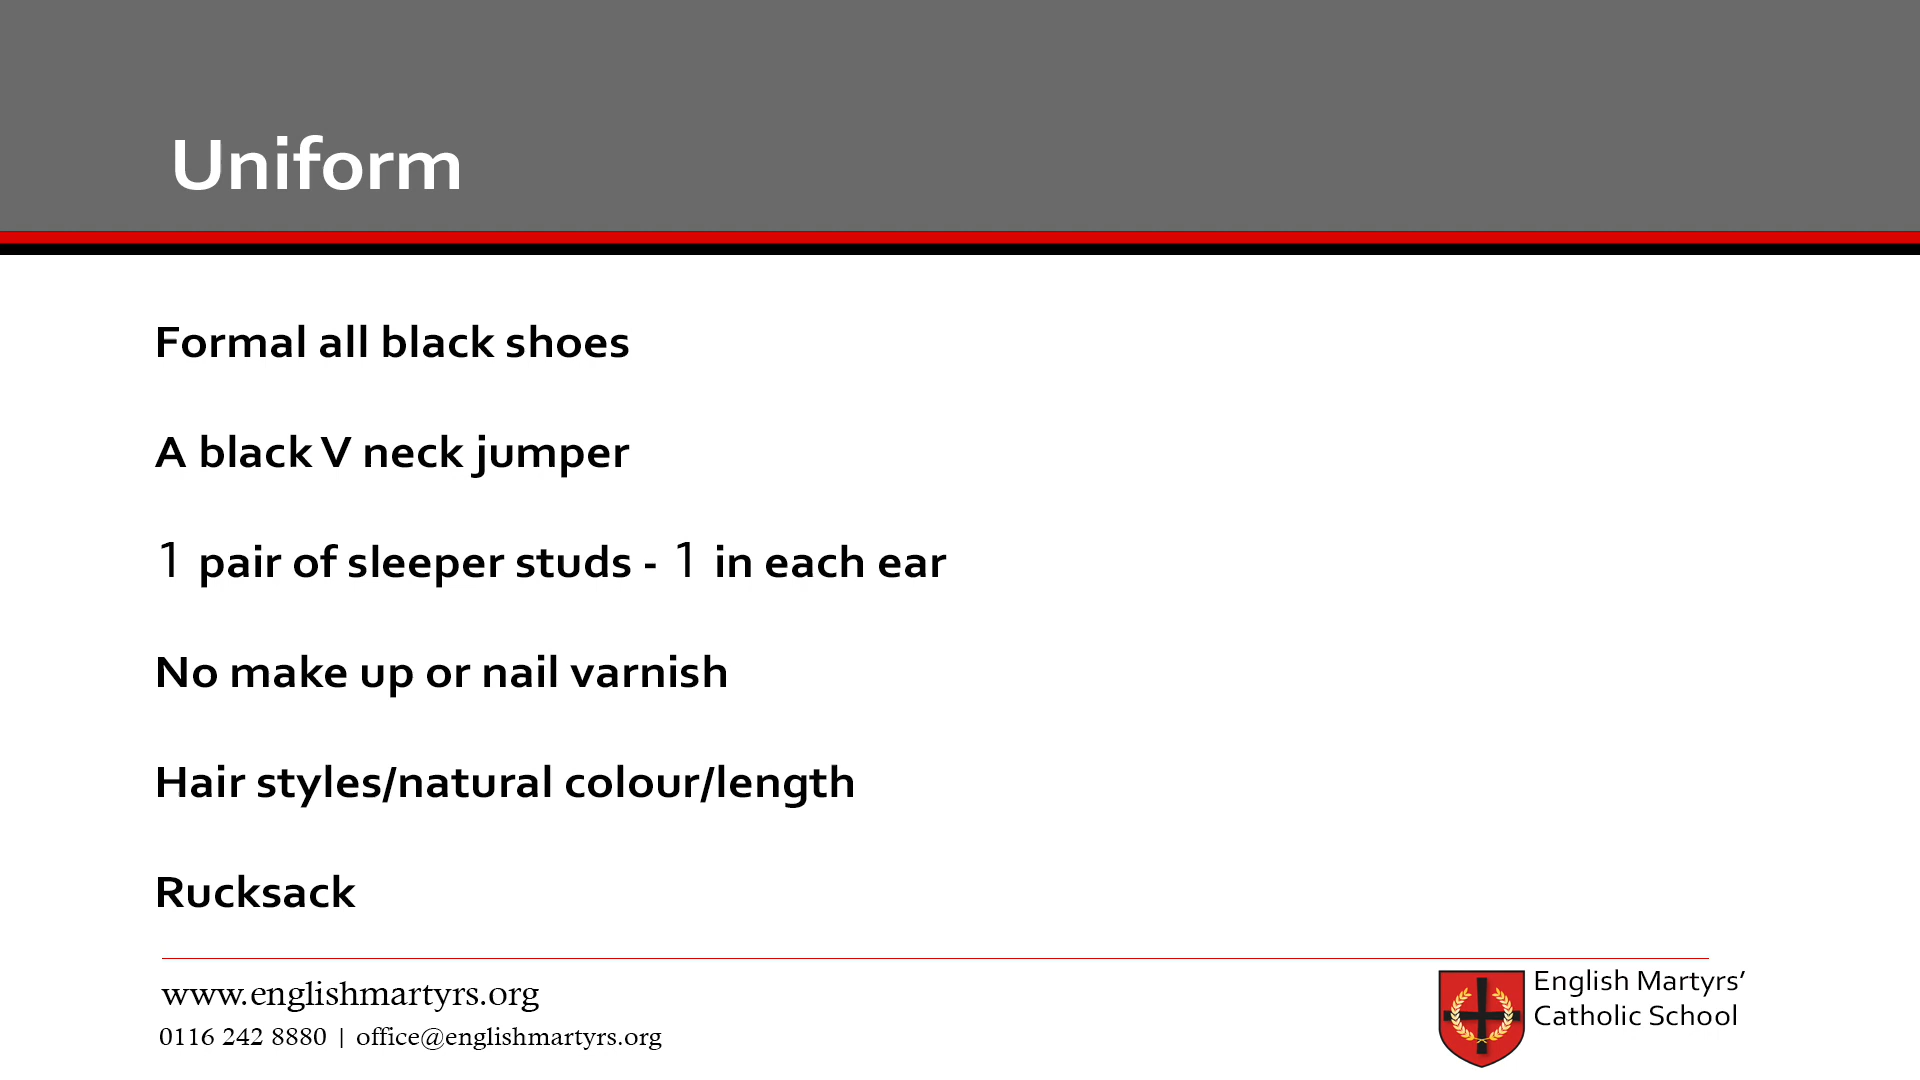 Uniform
Formal all black shoes
A black V neck jumper
1 pair of sleeper studs - 1 in each ear
No make up or nail varnish
Hair styles/natural colour/length
Rucksack
www.englishmartyrs.org
0116 242 8880 | office@englishmartyrs.org
English Martyrs’
Catholic School